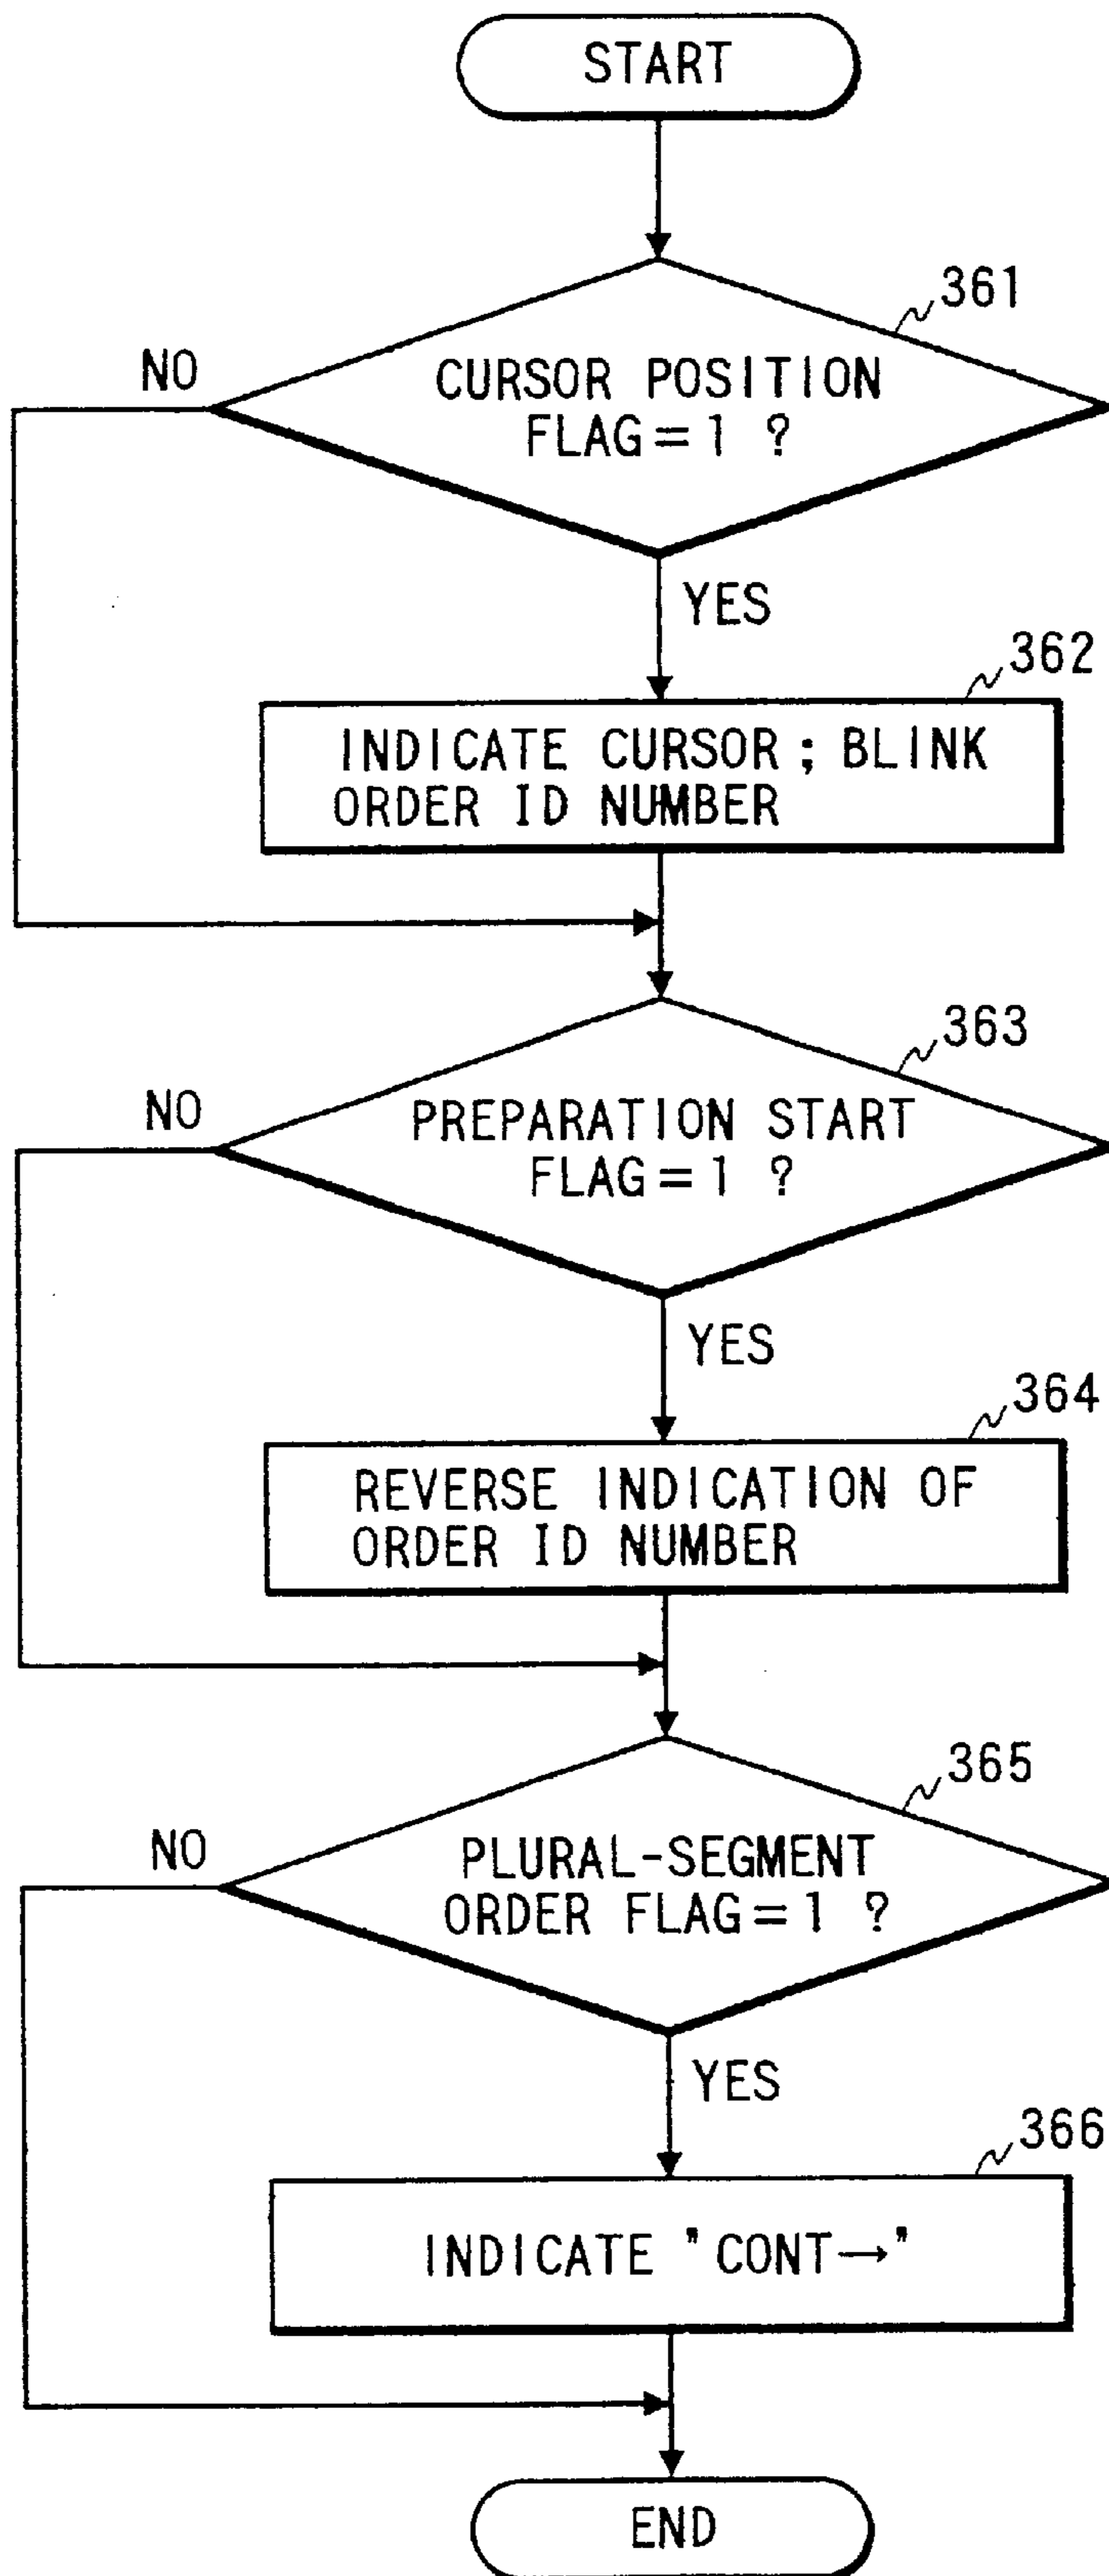 START
361
NO
CURSOR POSITION
FLAG=1 ?
YES
362
INDICATE CURSOR ; BLINK
ORDER ID NUMBER
363
NO
PREPARATION START
FLAG=1 ?
YES
364
REVERSE INDICATION OF
ORDER ID NUMBER
365
NO
PLURAL-SEGMENT
ORDER FLAG=1 ?
YES
366
INDICATE "CONT→"
END